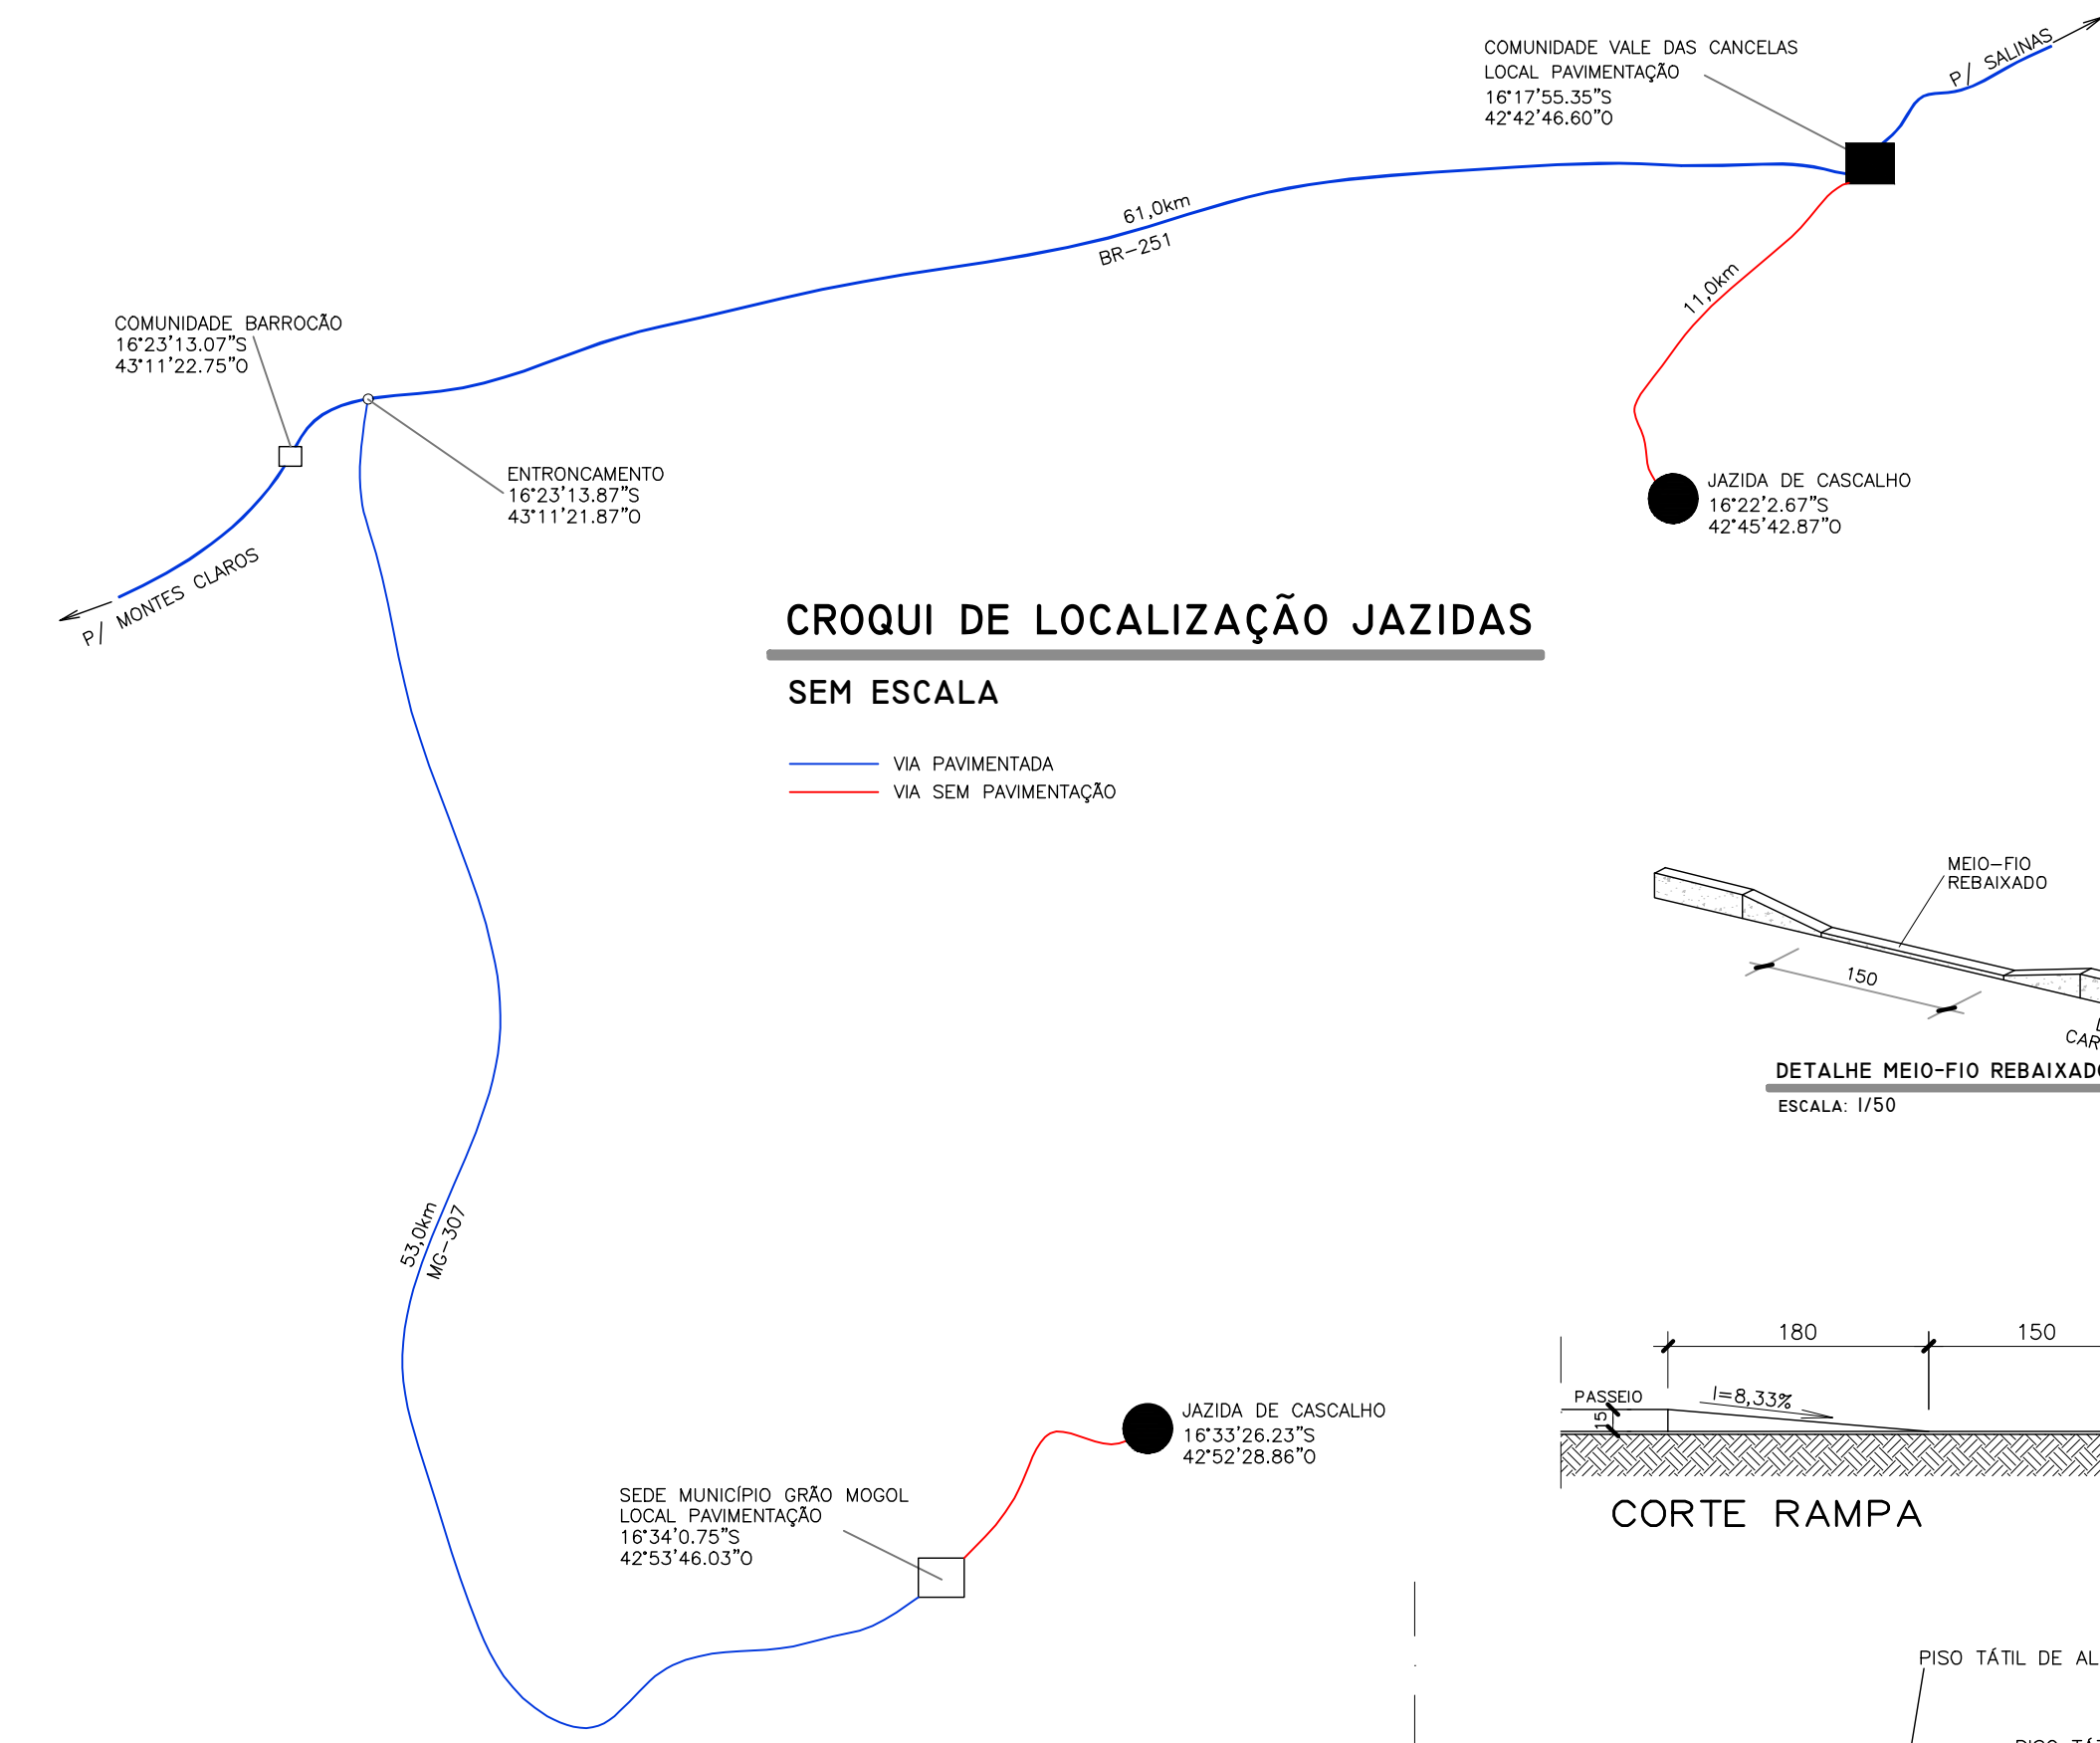 COMUNIDADE VALE DAS CANCELAS
LOCAL PAVIMENTAÇÃO
16°17'55.35"S
42°42'46.60"O
P/ SALINAS
61,0km
BR-251
11,0km
COMUNIDADE BARROCÃO
16°23'13.07"S
43°11'22.75"O
ENTRONCAMENTO
16°23'13.87"S
43°11'21.87"O
JAZIDA DE CASCALHO
16°22'2.67"S
42°45'42.87"O
P/ MONTES CLAROS
CROQUI DE LOCALIZAÇÃO JAZIDAS
SEM ESCALA
VIA PAVIMENTADA
VIA SEM PAVIMENTAÇÃO
MEIO-FIO
REBAIXADO
150
CAR
DETALHE MEIO-FIO REBAIXADO
ESCALA: 1/50
53,0km
MG-307
180
150
PASSEIO
I=8,33%
15
CORTE RAMPA
JAZIDA DE CASCALHO
16°33'26.23"S
42°52'28.86"O
SEDE MUNICÍPIO GRÃO MOGOL
LOCAL PAVIMENTAÇÃO
16°34'0.75"S
42°53'46.03"O
PISO TÁTIL DE AL